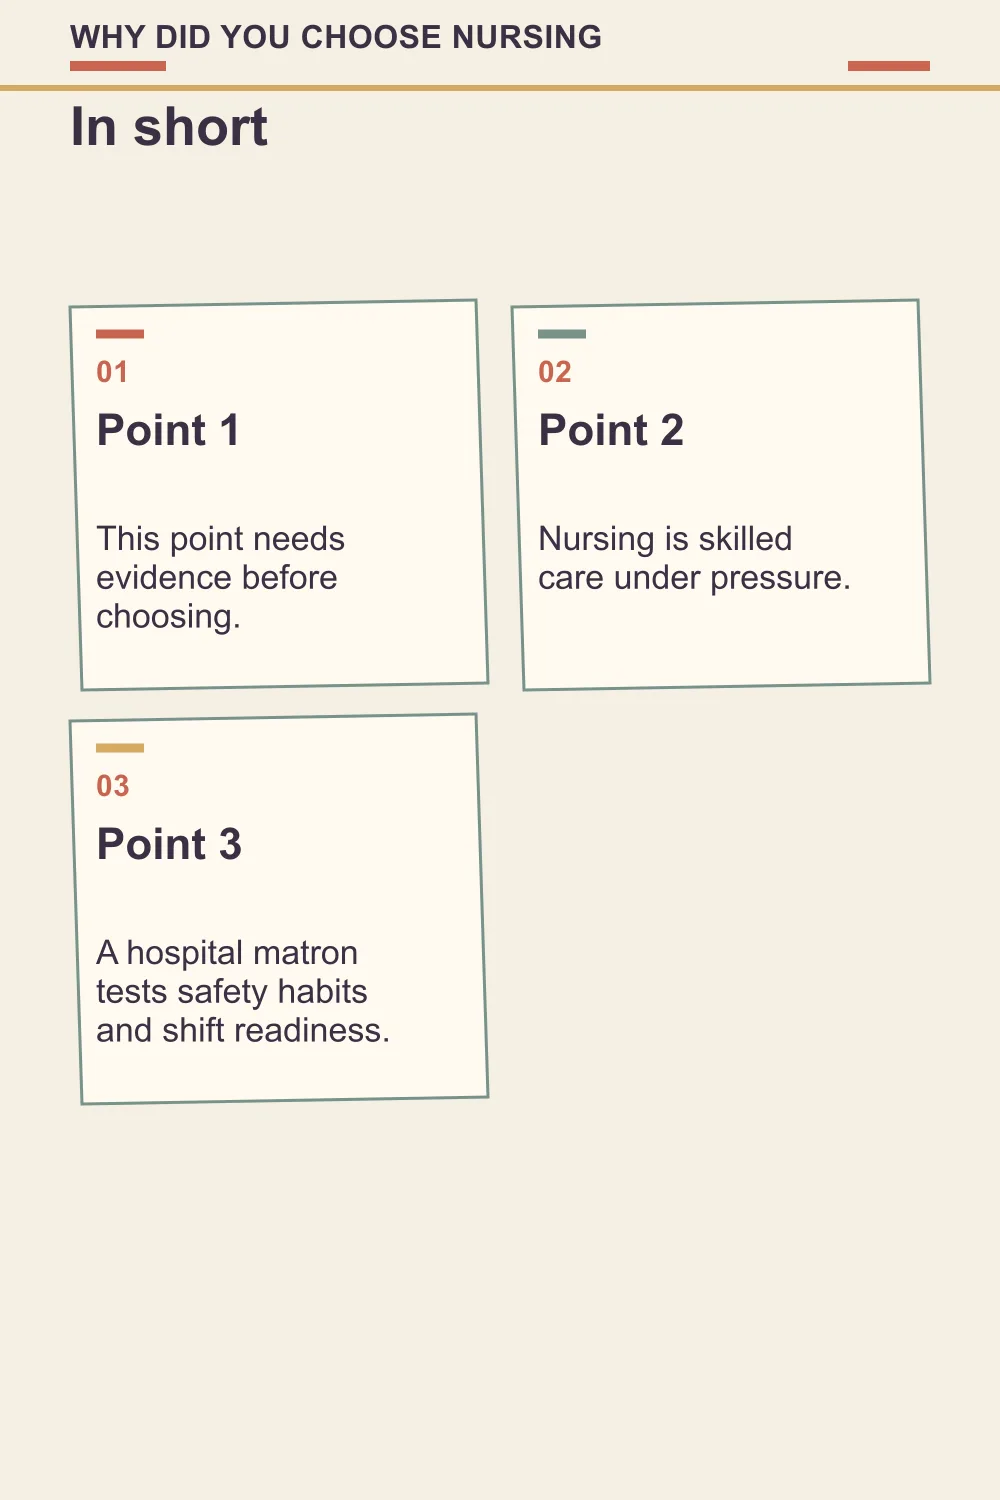 WHY DID YOU CHOOSE NURSING
In short
01
Point 1
This point needs
evidence before
choosing.
02
Point 2
Nursing is skilled
care under pressure.
03
Point 3
A hospital matron
tests safety habits
and shift readiness.